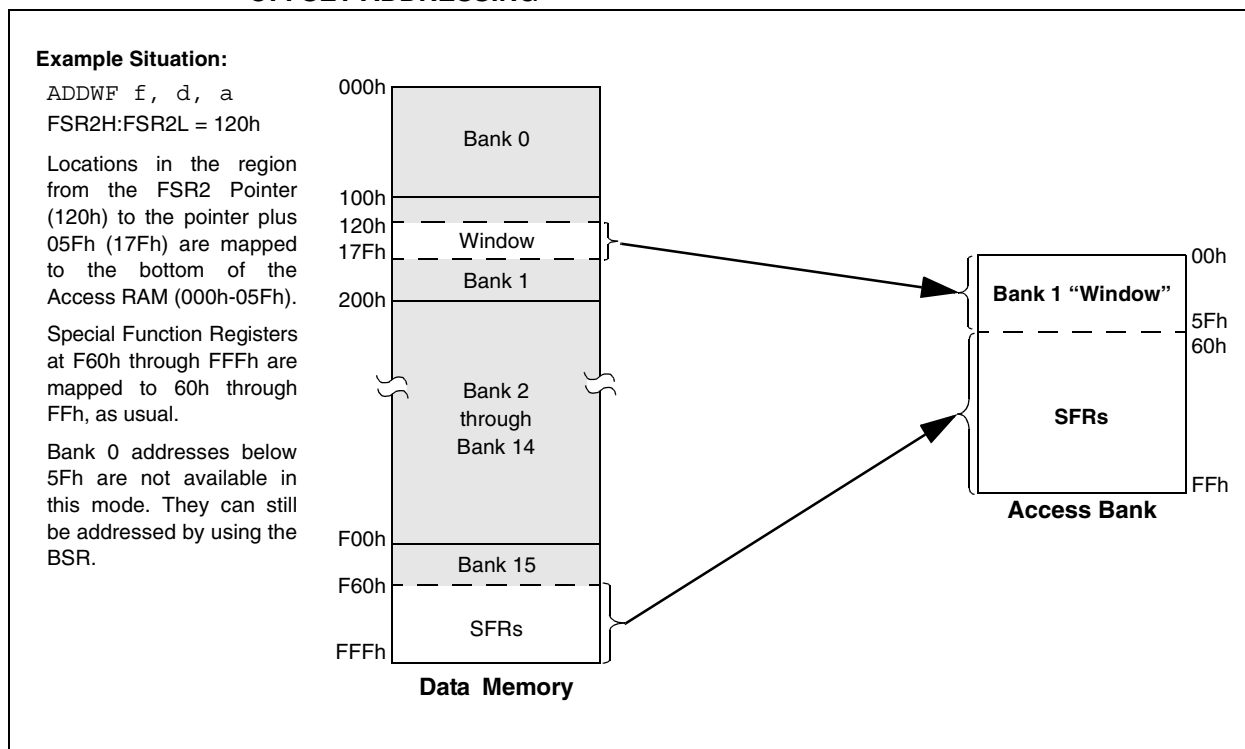 OFFSET ADDRESSING
Example Situation:
ADDWF f, d, a
FSR2H:FSR2L = 120h
Locations in the region
from the FSR2 Pointer
(120h) to the pointer plus
05Fh (17Fh) are mapped
to the bottom of the
Access RAM (000h-05Fh).
Special Function Registers
at F60h through FFFh are
mapped to 60h through
FFh, as usual.
Bank 0 addresses below
5Fh are not available in
this mode. They can still
be addressed by using the
BSR.
000h
Bank 0
100h
120h
Window
17Fh
Bank 1
200h
Bank 2
through
Bank 14
F00h
Bank 15
F60h
SFRs
FFFh
Data Memory
00h
Bank 1 “Window”
5Fh
60h
SFRs
FFh
Access Bank